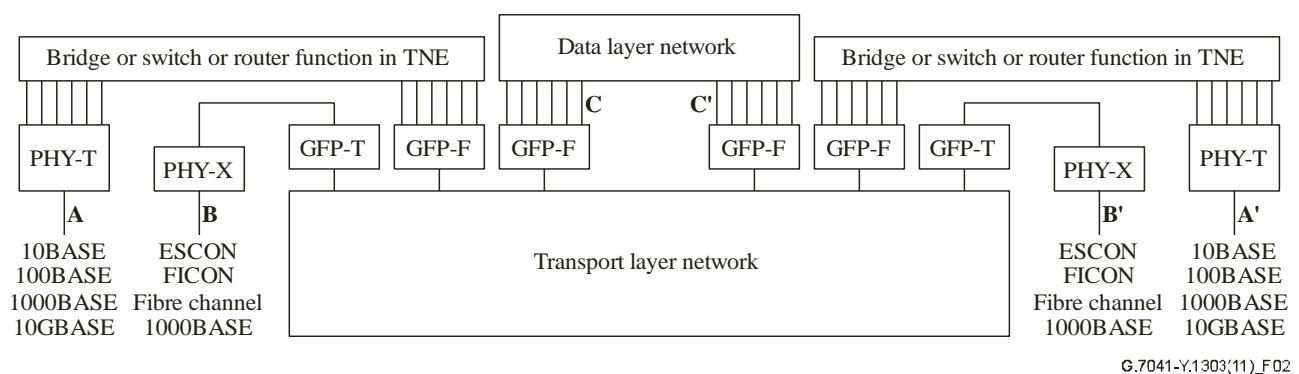 Bridge or switch or router function in TNE
Data layer network
Bridge or switch or router function in TNE
C
C'
PHY-T
PHY-X
GFP-T
GFP-F
GFP-F
GFP-F
GFP-F
GFP-T
PHY-X
PHY-T
A
B
B'
A'
10BASE
100BASE
1000BASE
10GBASE
ESCON
FICON
Fibre channel
1000BASE
Transport layer network
ESCON
FICON
Fibre channel
1000BASE
10BASE
100BASE
1000BASE
10GBASE
G.7041-Y.1303(11)_F02